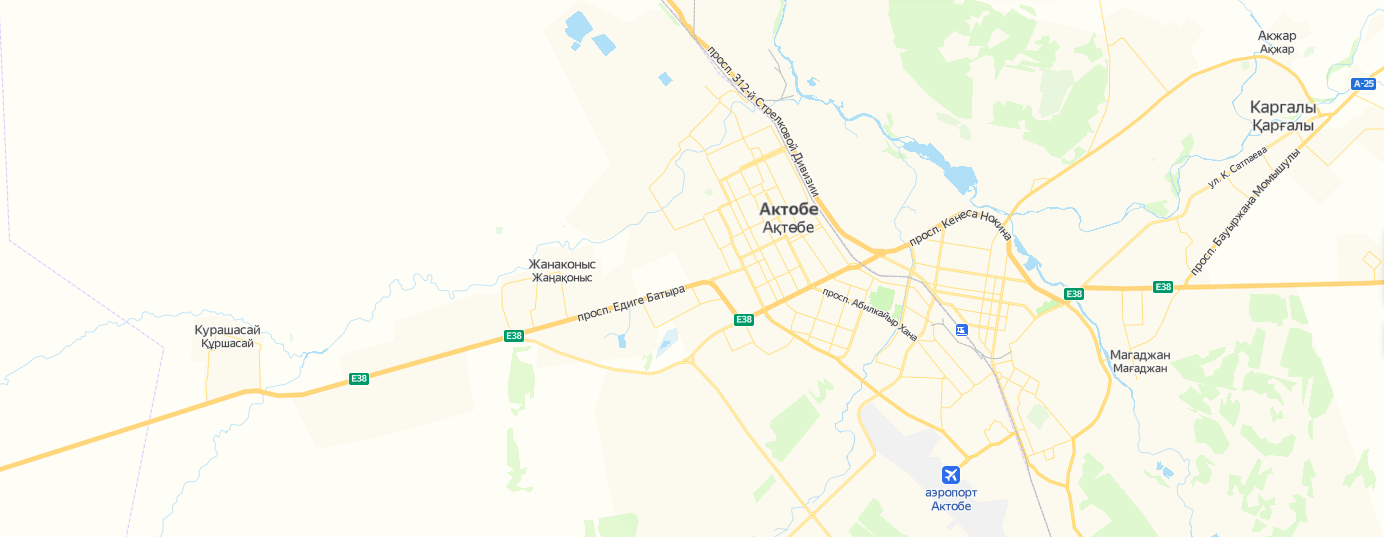 Акжар
Ақжар
А-25
Каргалы
Қарғалы
просп. 312-й Стрелковой Дивизии
ул. К. Сатпаева
просп. Бауыржана Момышулы
Актобе
Ақтөбе
просп. Кенеса Нокина
Жанаконыс
Жаңақоныс
просп. Едиге Батыра
просп. Абилкайыр Хана
E38
E38
E38
E38
E38
Курашасай
Құршасай
Магаджан
Мағаджан
аэропорт
Актобе